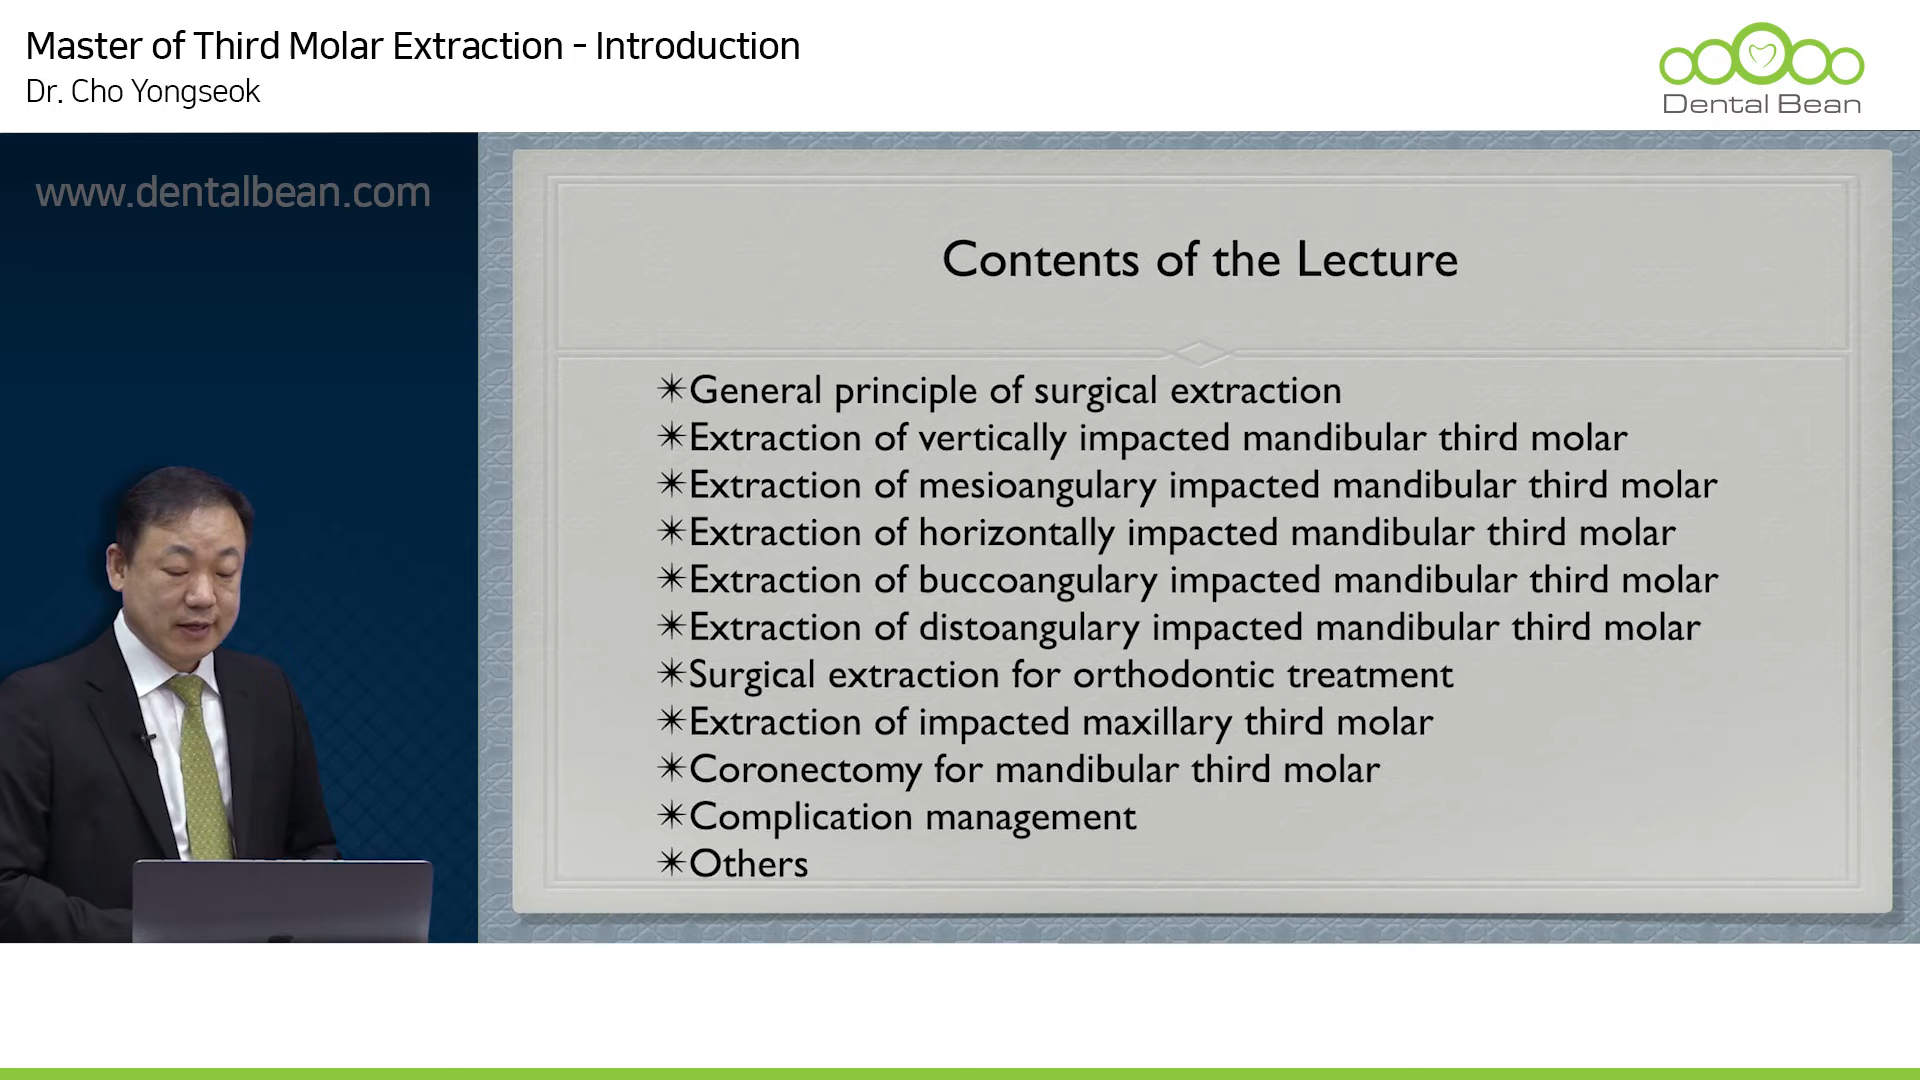 Master of Third Molar Extraction - Introduction
Dr. Cho Yongseok
Dental Bean
www.dentalbean.com
Contents of the Lecture
✴General principle of surgical extraction
✴Extraction of vertically impacted mandibular third molar
✴Extraction of mesioangulary impacted mandibular third molar
✴Extraction of horizontally impacted mandibular third molar
✴Extraction of buccoangulary impacted mandibular third molar
✴Extraction of distoangulary impacted mandibular third molar
✴Surgical extraction for orthodontic treatment
✴Extraction of impacted maxillary third molar
✴Coronectomy for mandibular third molar
✴Complication management
✴Others